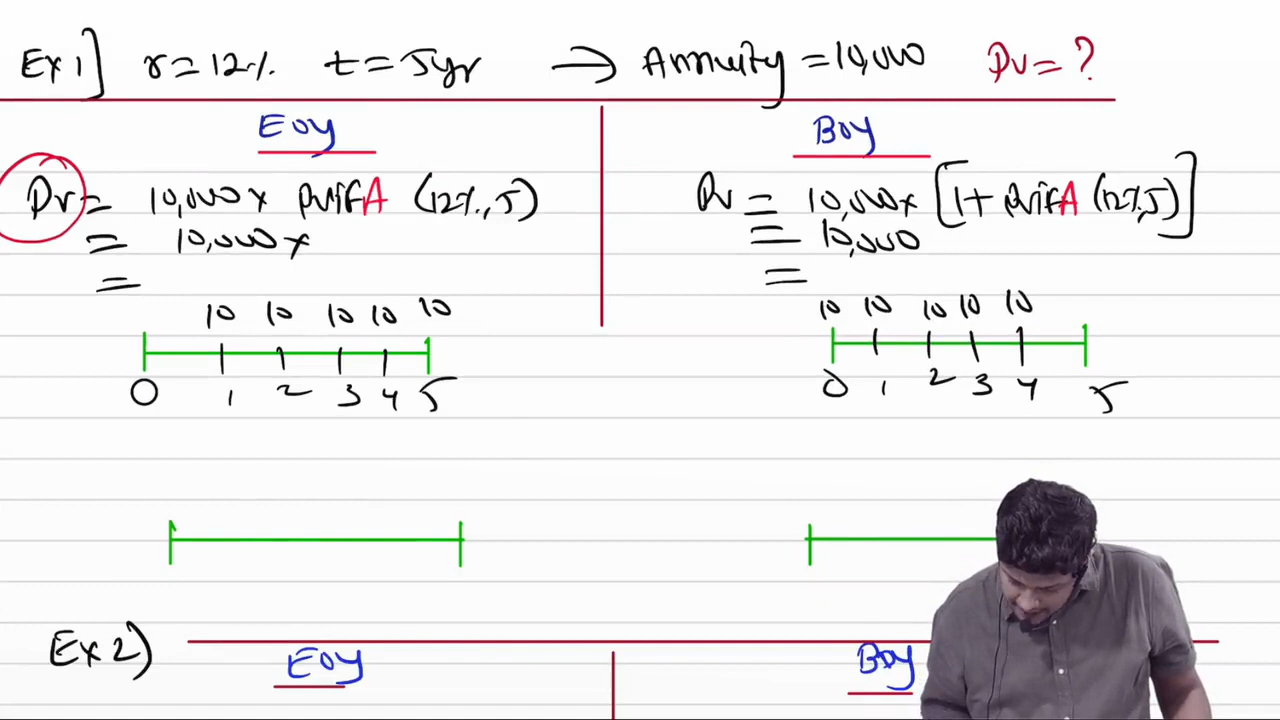 Ex 1] r = 12% t = 5yr → Annuity = 10,000 PV = ?
EOY
PV = 10,000 x PVIFA (12%, 5)
= 10,000 x
=
10 10 10 10 10
0 1 2 3 4 5
BOY
PV = 10,000 x [1 + PVIFA (12%, 5)]
= 10,000
=
10 10 10 10 10
0 1 2 3 4 5
Ex 2)
EOY
BOY